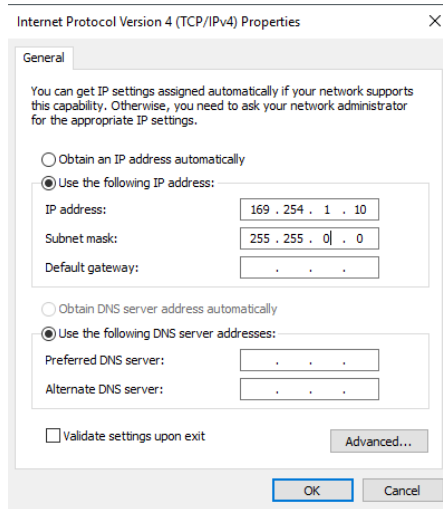 Internet Protocol Version 4 (TCP/IPv4) Properties
General
You can get IP settings assigned automatically if your network supports
this capability. Otherwise, you need to ask your network administrator
for the appropriate IP settings.
Obtain an IP address automatically
Use the following IP address:
IP address: 169 . 254 . 1 . 10
Subnet mask: 255 . 255 . 0 . 0
Default gateway: . . .
Obtain DNS server address automatically
Use the following DNS server addresses:
Preferred DNS server: . . .
Alternate DNS server: . . .
Validate settings upon exit
Advanced...
OK Cancel